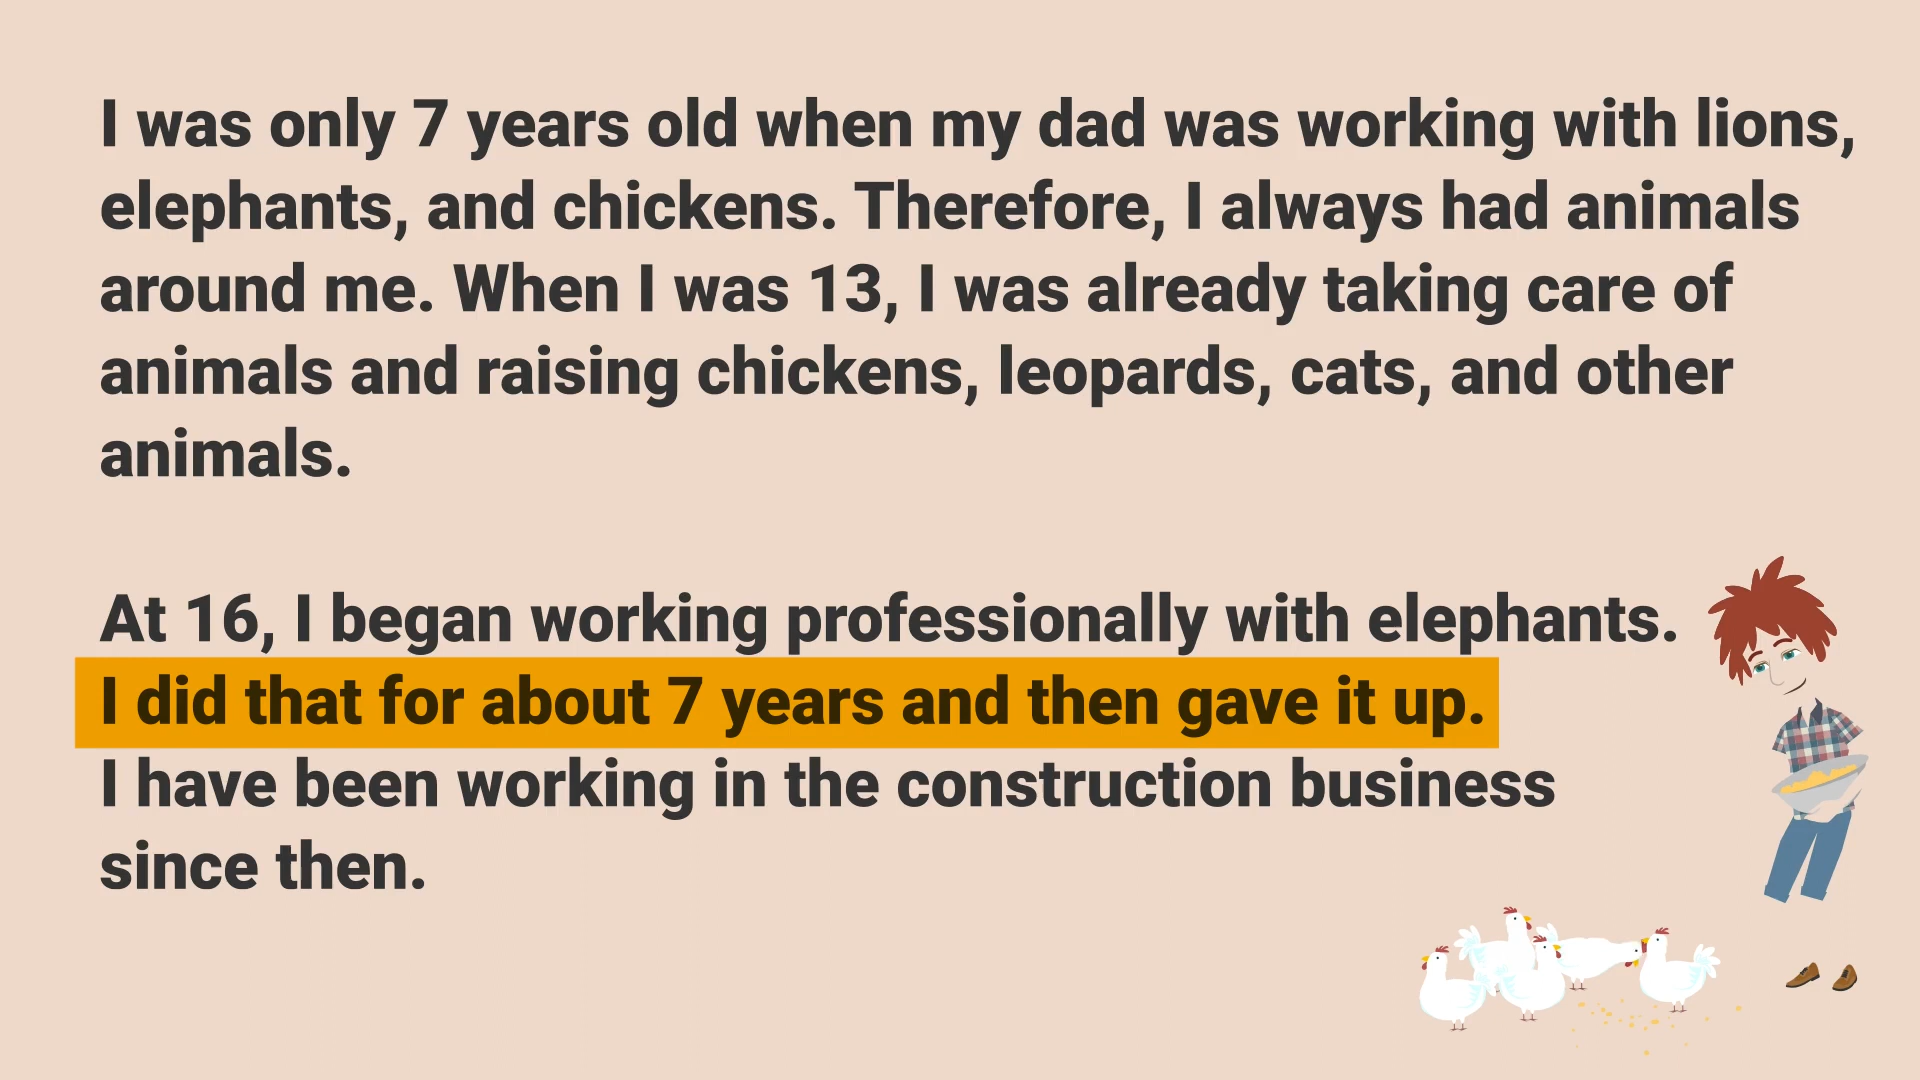 I was only 7 years old when my dad was working with lions,
elephants, and chickens. Therefore, I always had animals
around me. When I was 13, I was already taking care of
animals and raising chickens, leopards, cats, and other
animals.
At 16, I began working professionally with elephants.
I did that for about 7 years and then gave it up.
I have been working in the construction business
since then.